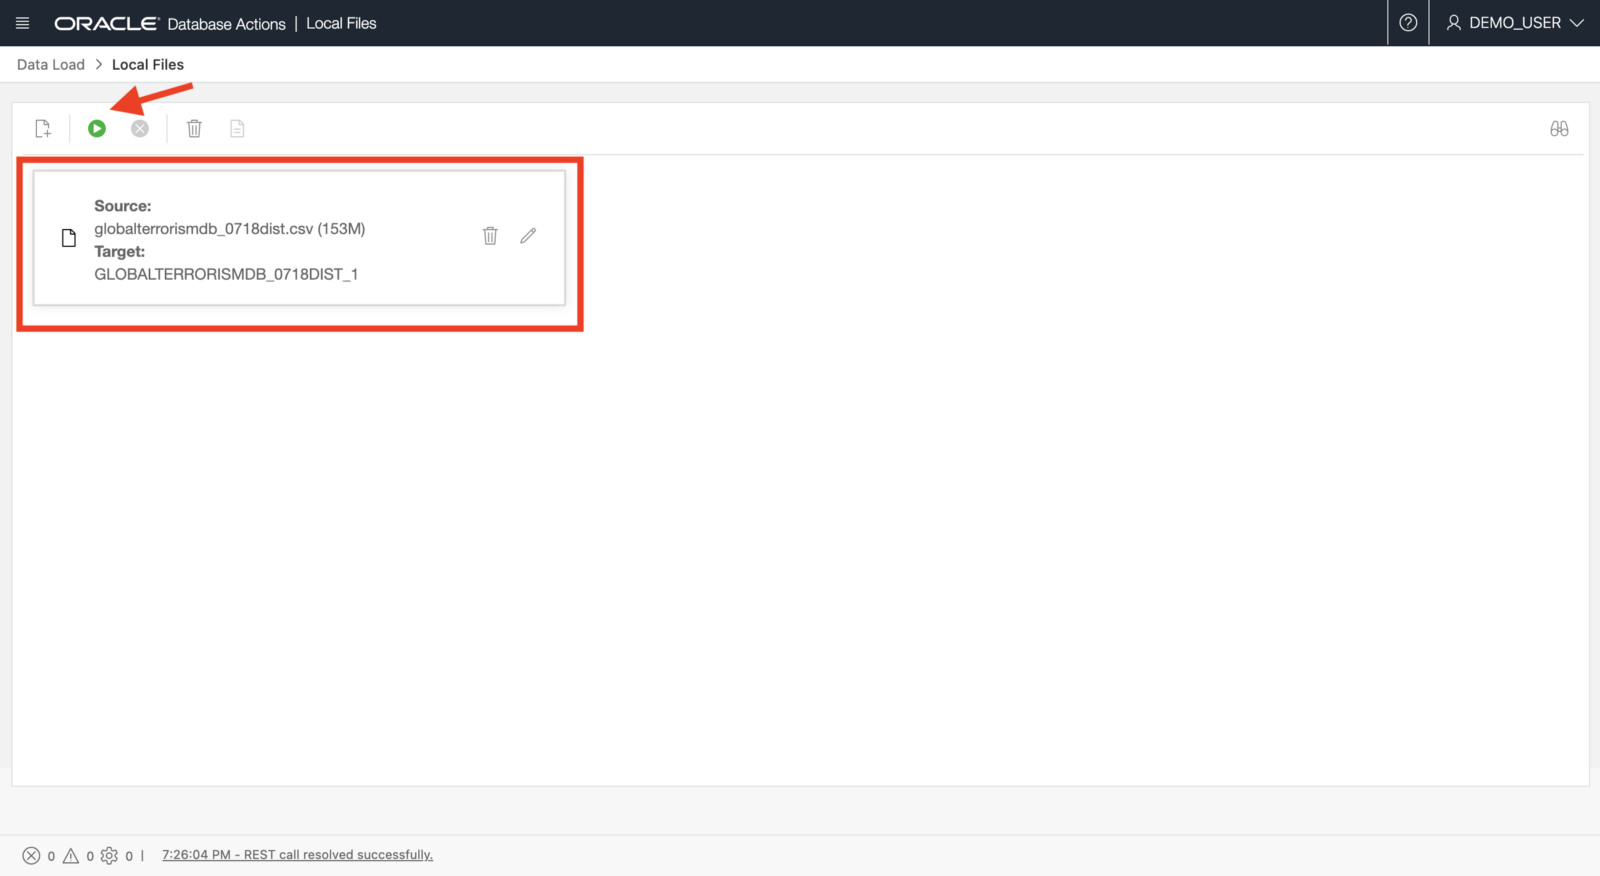 ORACLE Database Actions | Local Files
DEMO_USER
Data Load > Local Files
Source:
globalterrorismdb_0718dist.csv (153M)
Target:
GLOBALTERRORISMDB_0718DIST_1
0 0 0 | 7:26:04 PM - REST call resolved successfully.